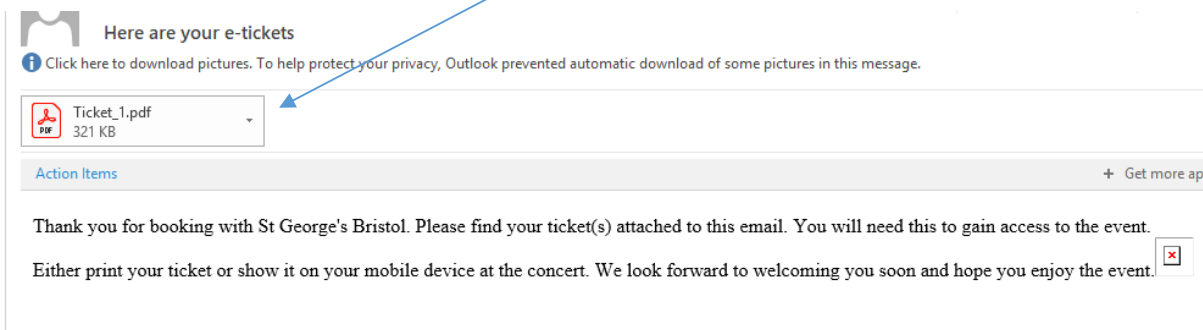 Here are your e-tickets
Click here to download pictures. To help protect your privacy, Outlook prevented automatic download of some pictures in this message.
Ticket_1.pdf
PDF
321 KB
Action Items
+ Get more ap
Thank you for booking with St George's Bristol. Please find your ticket(s) attached to this email. You will need this to gain access to the event.
Either print your ticket or show it on your mobile device at the concert. We look forward to welcoming you soon and hope you enjoy the event.